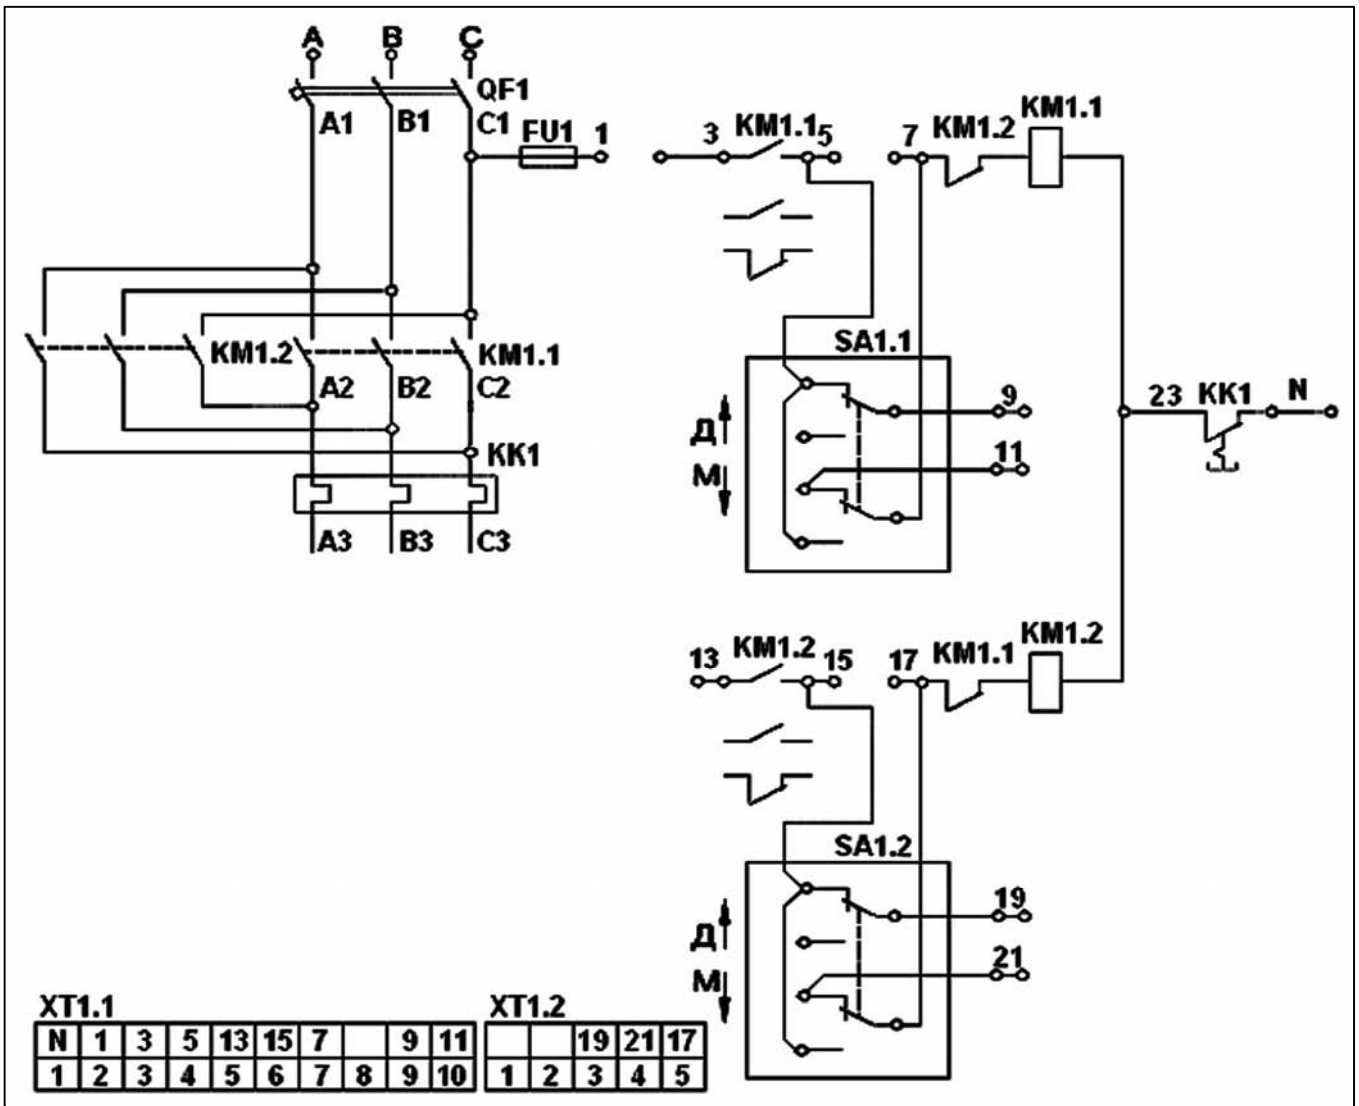 A B C
QF1
A1 B1 C1 FU1 1
3 KM1.1 5 7 KM1.2 KM1.1
KM1.2 KM1.1
A2 B2 C2
SA1.1
9
23 KK1 N
Д
11
М
KK1
A3 B3 C3
KM1.2
13 KM1.2 15 17 KM1.1
SA1.2
19
Д
21
М
XT1.1 XT1.2
N 1 3 5 13 15 7 9 11 19 21 17
1 2 3 4 5 6 7 8 9 10 1 2 3 4 5